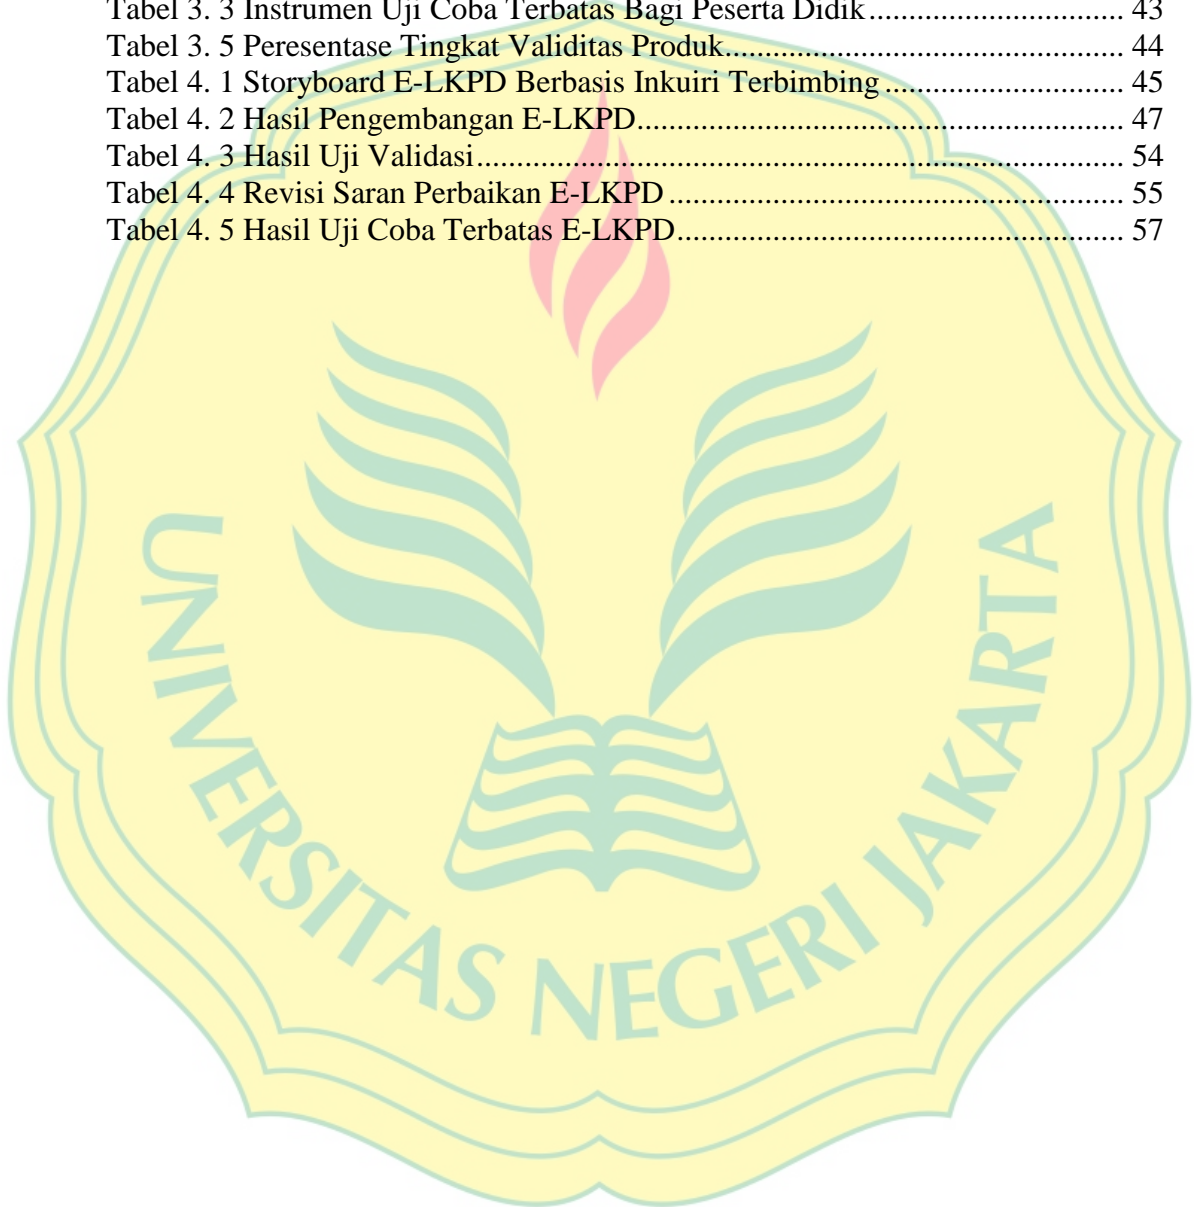 Tabel 3. 3 Instrumen Uji Coba Terbatas Bagi Peserta Didik................................ 43
Tabel 3. 5 Peresentase Tingkat Validitas Produk.................................................. 44
Tabel 4. 1 Storyboard E-LKPD Berbasis Inkuiri Terbimbing.............................. 45
Tabel 4. 2 Hasil Pengembangan E-LKPD............................................................. 47
Tabel 4. 3 Hasil Uji Validasi................................................................................. 54
Tabel 4. 4 Revisi Saran Perbaikan E-LKPD......................................................... 55
Tabel 4. 5 Hasil Uji Coba Terbatas E-LKPD........................................................ 57
UNIVERSITAS NEGERI JAKARTA